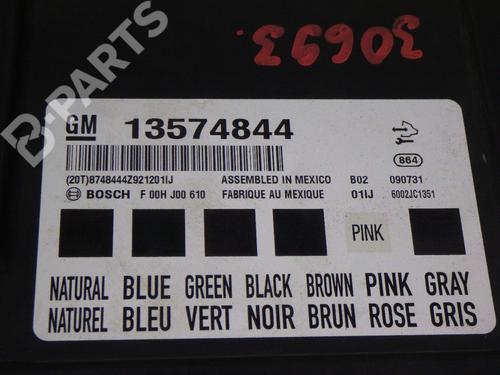 30693
B-PARTS
GM 13574844
(20T)8748444Z921201IJ ASSEMBLED IN MEXICO B02 090731
864
BOSCH F 00H J00 610 FABRIQUE AU MEXIQUE 01IJ 6002JC1351
PINK
NATURAL BLUE GREEN BLACK BROWN PINK GRAY
NATUREL BLEU VERT NOIR BRUN ROSE GRIS